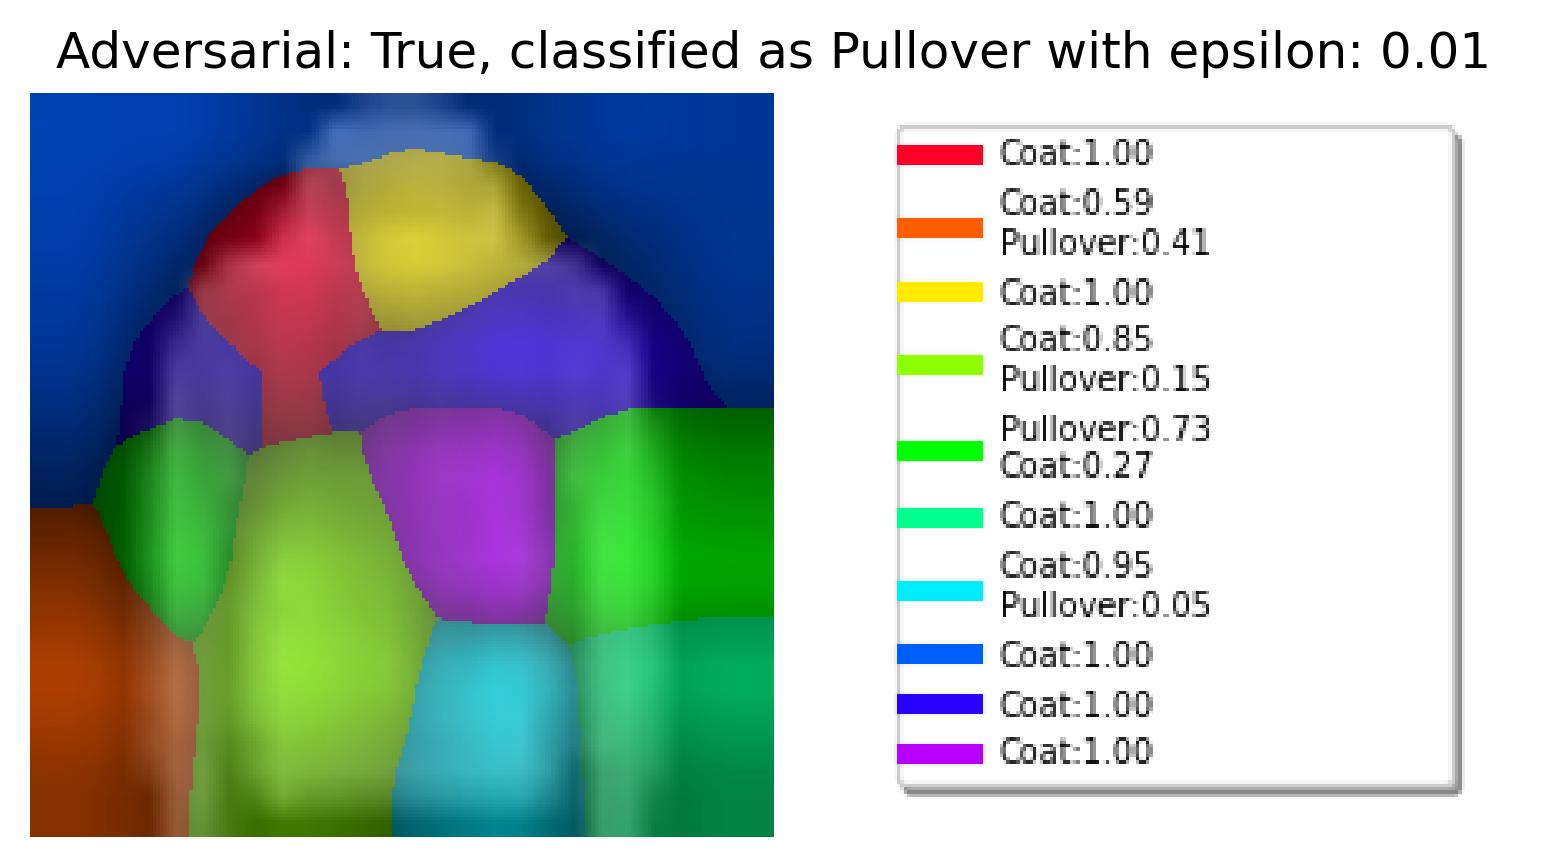 Adversarial: True, classified as Pullover with epsilon: 0.01
Coat:1.00
Coat:0.59
Pullover:0.41
Coat:1.00
Coat:0.85
Pullover:0.15
Pullover:0.73
Coat:0.27
Coat:1.00
Coat:0.95
Pullover:0.05
Coat:1.00
Coat:1.00
Coat:1.00